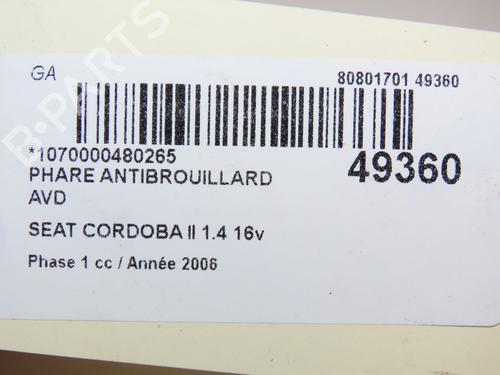 GA
80801701 49360
*1070000480265
49360
PHARE ANTIBROUILLARD
AVD
SEAT CORDOBA II 1.4 16v
Phase 1 cc / Année 2006
B-PARTS